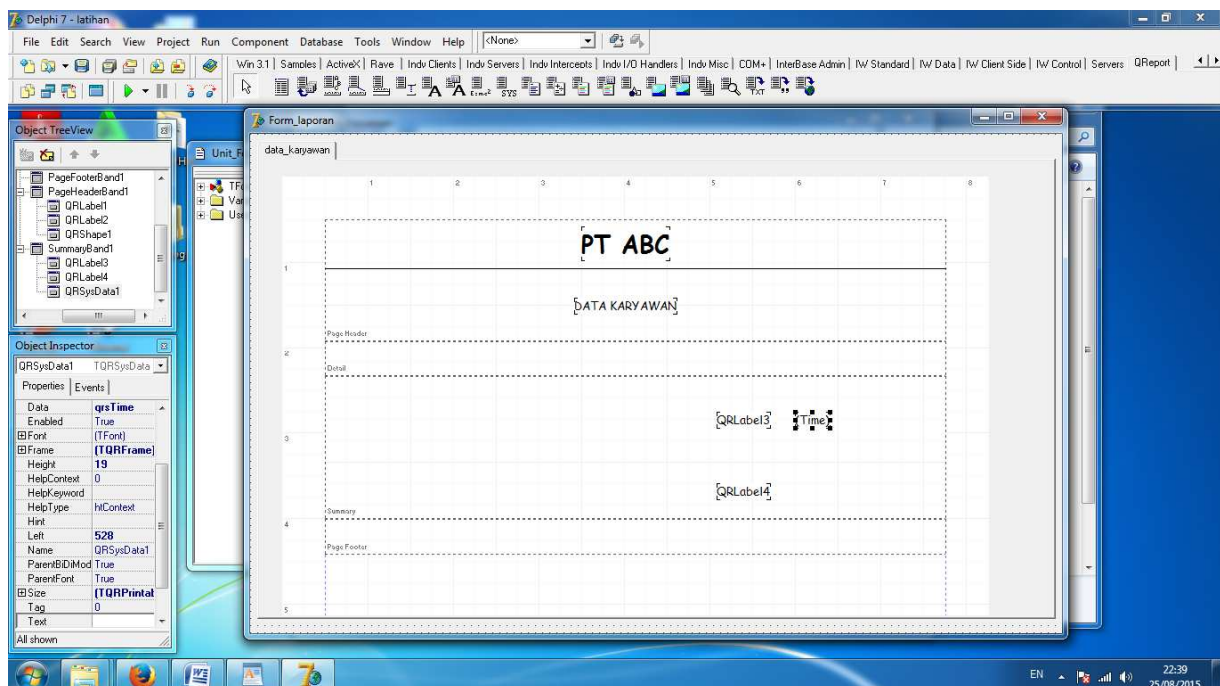 Delphi 7 - latihan
File Edit Search View Project Run Component Database Tools Window Help <None>
Win 3.1 Samples ActiveX Rave Indy Clients Indy Servers Indy Intercepts Indy I/O Handlers Indy Misc COM+ InterBase Admin IW Standard IW Data IW Client Side IW Control Servers QReport
Object TreeView
PageFooterBand1
PageHeaderBand1
QRLabel1
QRLabel2
QRShape1
SummaryBand1
QRLabel3
QRLabel4
QRSysData1
Object Inspector
QRSysData1 TQRSysData
Properties Events
Data qrsTime
Enabled True
Font (TFont)
Frame (TQRFrame)
Height 19
HelpContext 0
HelpKeyword
HelpType htContext
Hint
Left 528
Name QRSysData1
ParentBiDiMod True
ParentFont True
Size (TQRPrintab
Tag 0
Text
All shown
Unit_F
Form_laporan
data_karyawan
1 2 3 4 5 6 7 8
PT ABC
1
DATA KARYAWAN
Page Header
2
Detail
QRLabel3 (Time)
3
QRLabel4
Summary
4
Page Footer
5
EN 22:39
25/08/2015